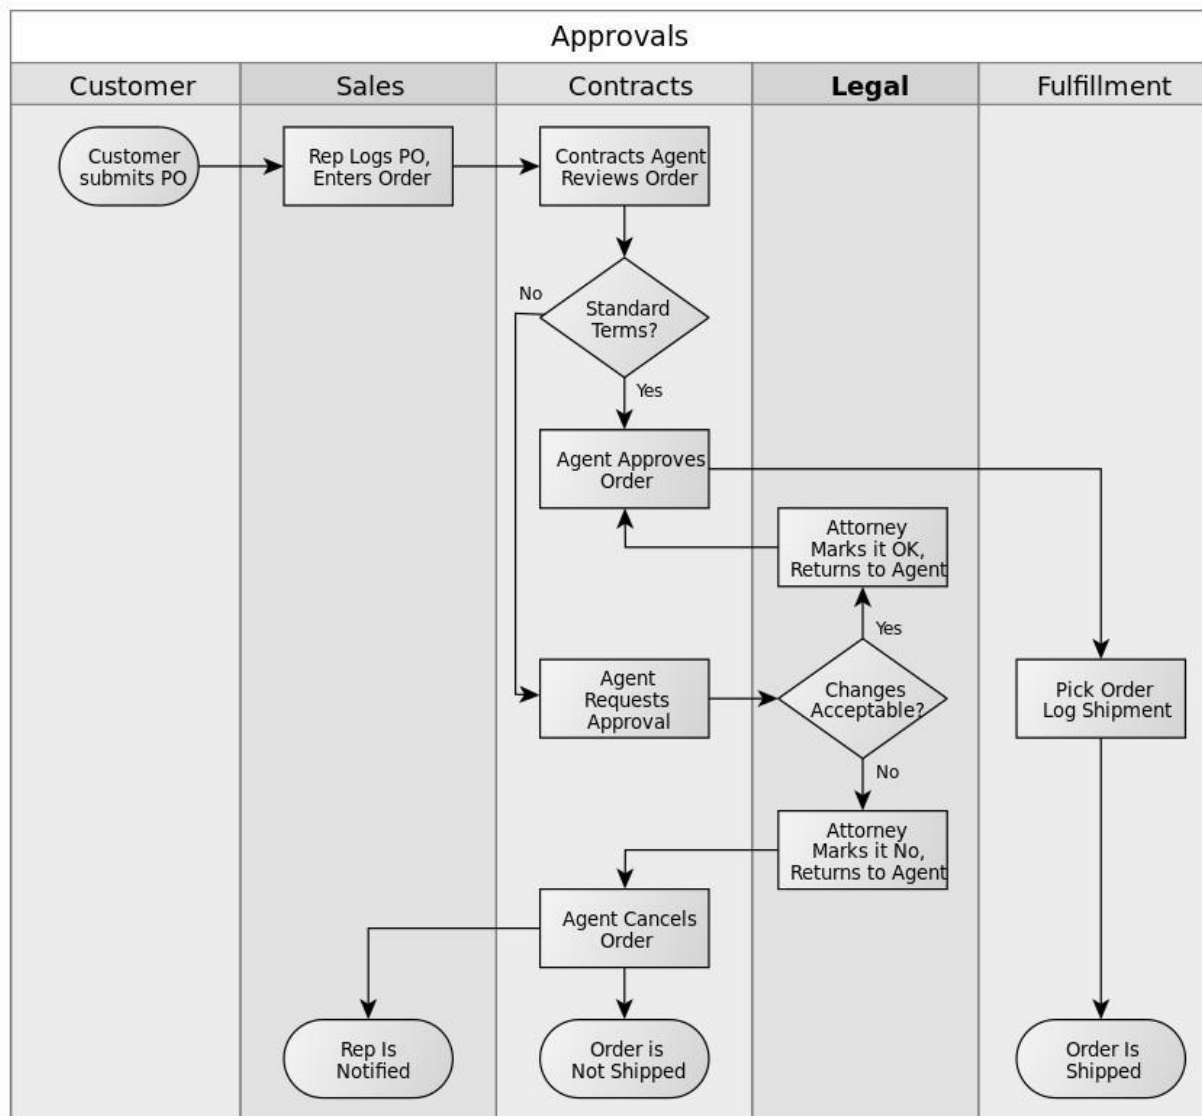 Approvals
Customer
Sales
Contracts
Legal
Fulfillment
Customer
submits PO
Rep Logs PO,
Enters Order
Contracts Agent
Reviews Order
No
Standard
Terms?
Yes
Agent Approves
Order
Attorney
Marks it OK,
Returns to Agent
Yes
Agent
Requests
Approval
Changes
Acceptable?
Pick Order
Log Shipment
No
Attorney
Marks it No,
Returns to Agent
Agent Cancels
Order
Rep Is
Notified
Order is
Not Shipped
Order Is
Shipped